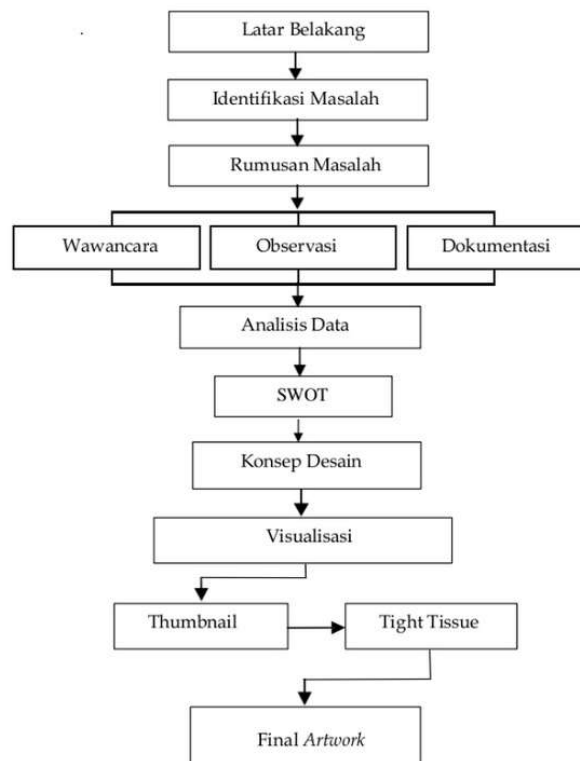 Latar Belakang
Identifikasi Masalah
Rumusan Masalah
Wawancara
Observasi
Dokumentasi
Analisis Data
SWOT
Konsep Desain
Visualisasi
Thumbnail
Tight Tissue
Final Artwork